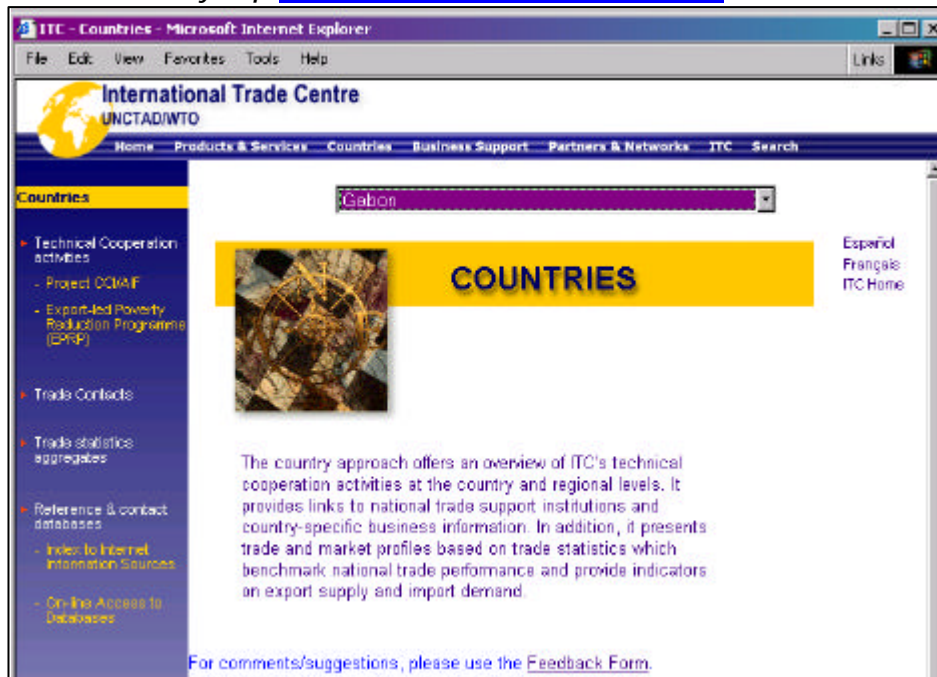 ITC - Countries - Microsoft Internet Explorer
File Edit View Favorites Tools Help Links
International Trade Centre
UNCTAD/WTO
Home Products & Services Countries Business Support Partners & Networks ITC Search
Countries
Gabon
Technical Cooperation
activities
- Project CCI/AIF
- Export-led Poverty
Reduction Programme
(EPRP)
Trade Contacts
Trade statistics
aggregates
Reference & contact
databases
- Index to Internet
Information Sources
- On-line Access to
Databases
COUNTRIES
Español
Français
ITC Home
The country approach offers an overview of ITC's technical
cooperation activities at the country and regional levels. It
provides links to national trade support institutions and
country-specific business information. In addition, it presents
trade and market profiles based on trade statistics which
benchmark national trade performance and provide indicators
on export supply and import demand.
For comments/suggestions, please use the Feedback Form.